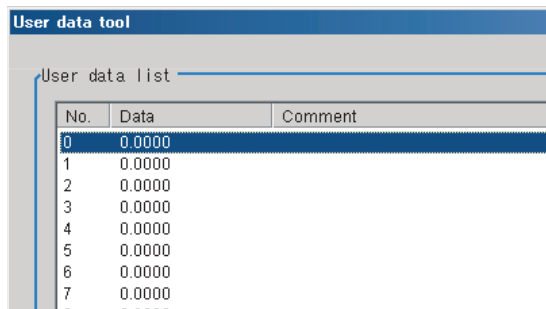 User data tool
User data list
No. Data Comment
0 0.0000
1 0.0000
2 0.0000
3 0.0000
4 0.0000
5 0.0000
6 0.0000
7 0.0000